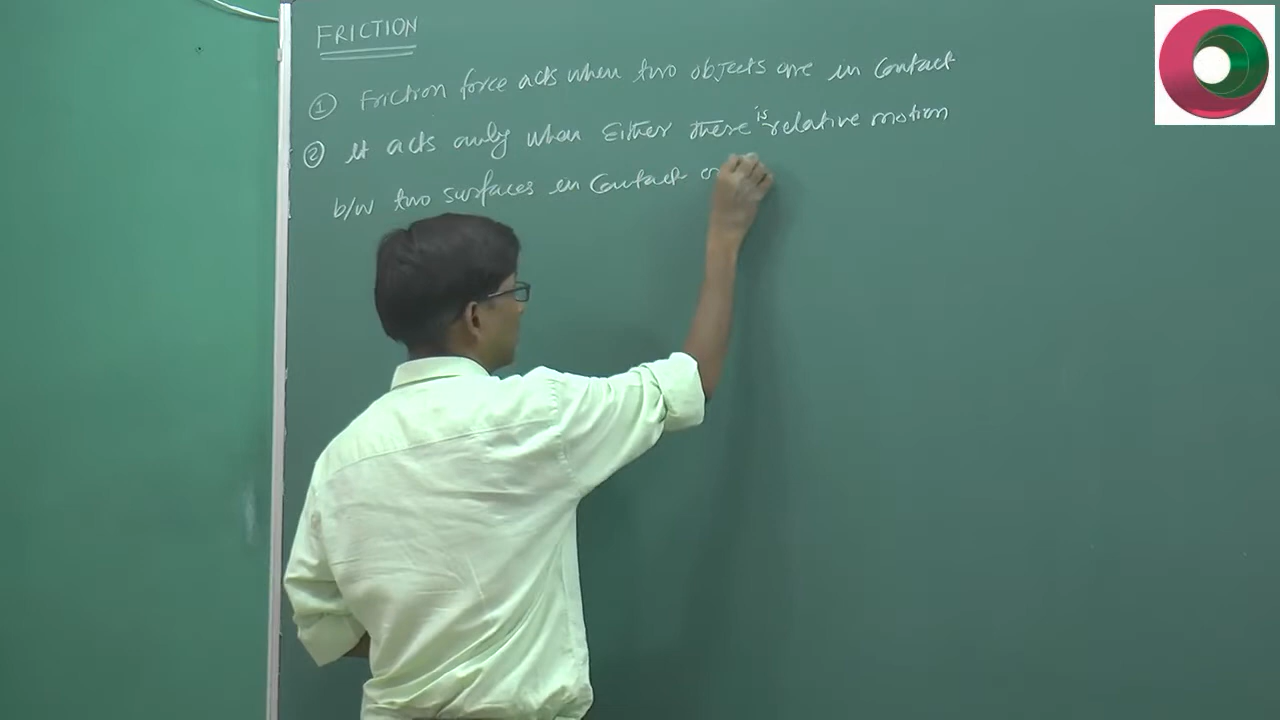 FRICTION
① Friction force acts when two objects are in contact
② It acts only when Either there is relative motion
b/w two surfaces in contact or